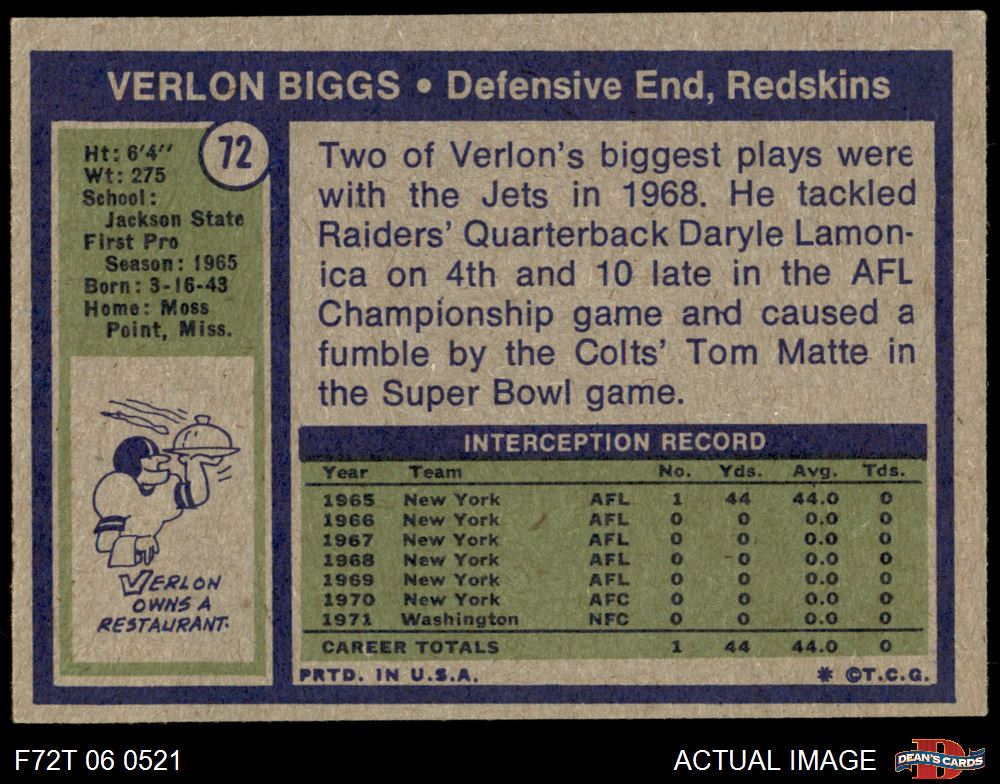 VERLON BIGGS • Defensive End, Redskins
72
Ht: 6'4''
Wt: 275
School:
Jackson State
First Pro
Season: 1965
Born: 3-16-43
Home: Moss
Point, Miss.
VERLON
OWNS A
RESTAURANT.
Two of Verlon's biggest plays were
with the Jets in 1968. He tackled
Raiders' Quarterback Daryle Lamon-
ica on 4th and 10 late in the AFL
Championship game and caused a
fumble by the Colts' Tom Matte in
the Super Bowl game.
INTERCEPTION RECORD
Year Team No. Yds. Avg. Tds.
1965 New York AFL 1 44 44.0 0
1966 New York AFL 0 0 0.0 0
1967 New York AFL 0 0 0.0 0
1968 New York AFL 0 0 0.0 0
1969 New York AFL 0 0 0.0 0
1970 New York AFC 0 0 0.0 0
1971 Washington NFC 0 0 0.0 0
CAREER TOTALS 1 44 44.0 0
PRTD. IN U.S.A. * ©T.C.G.
F72T 06 0521 ACTUAL IMAGE
D
DEAN'S CARDS